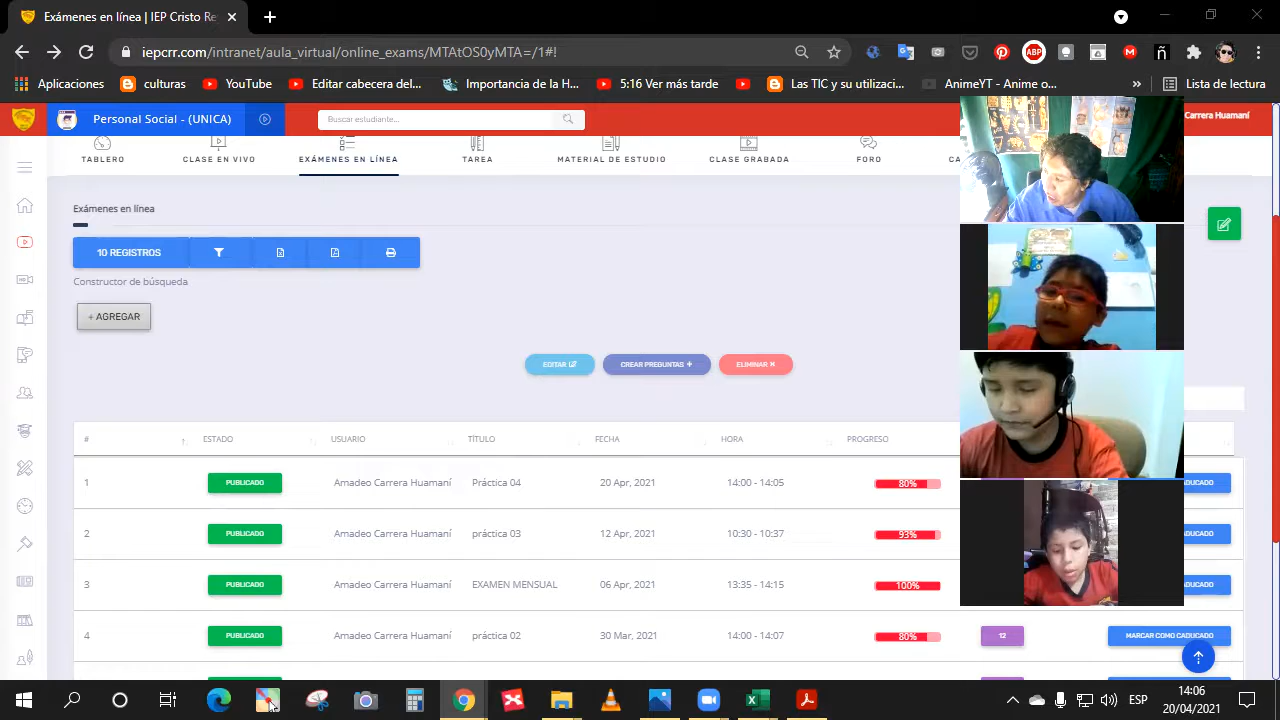 Exámenes en línea | IEP Cristo Re
iepcrr.com/intranet/aula_virtual/online_exams/MTAtOS0yMTA=/1#!
Aplicaciones culturas YouTube Editar cabecera del... Importancia de la H... 5:16 Ver más tarde Las TIC y su utilizaci... AnimeYT - Anime o... » Lista de lectura
Personal Social - (UNICA) Buscar estudiante... Carrera Huamaní
TABLERO CLASE EN VIVO EXÁMENES EN LÍNEA TAREA MATERIAL DE ESTUDIO CLASE GRABADA FORO CA
Exámenes en línea
10 REGISTROS
Constructor de búsqueda
+ AGREGAR
EDITAR CREAR PREGUNTAS + ELIMINAR ×
# ESTADO USUARIO TÍTULO FECHA HORA PROGRESO
1 PUBLICADO Amadeo Carrera Huamaní Práctica 04 20 Apr, 2021 14:00 - 14:05 80% DUCADO
2 PUBLICADO Amadeo Carrera Huamaní práctica 03 12 Apr, 2021 10:30 - 10:37 93% DUCADO
3 PUBLICADO Amadeo Carrera Huamaní EXAMEN MENSUAL 06 Apr, 2021 13:35 - 14:15 100% DUCADO
4 PUBLICADO Amadeo Carrera Huamaní práctica 02 30 Mar, 2021 14:00 - 14:07 80% 12 MARCAR COMO CADUCADO
ESP 14:06
20/04/2021